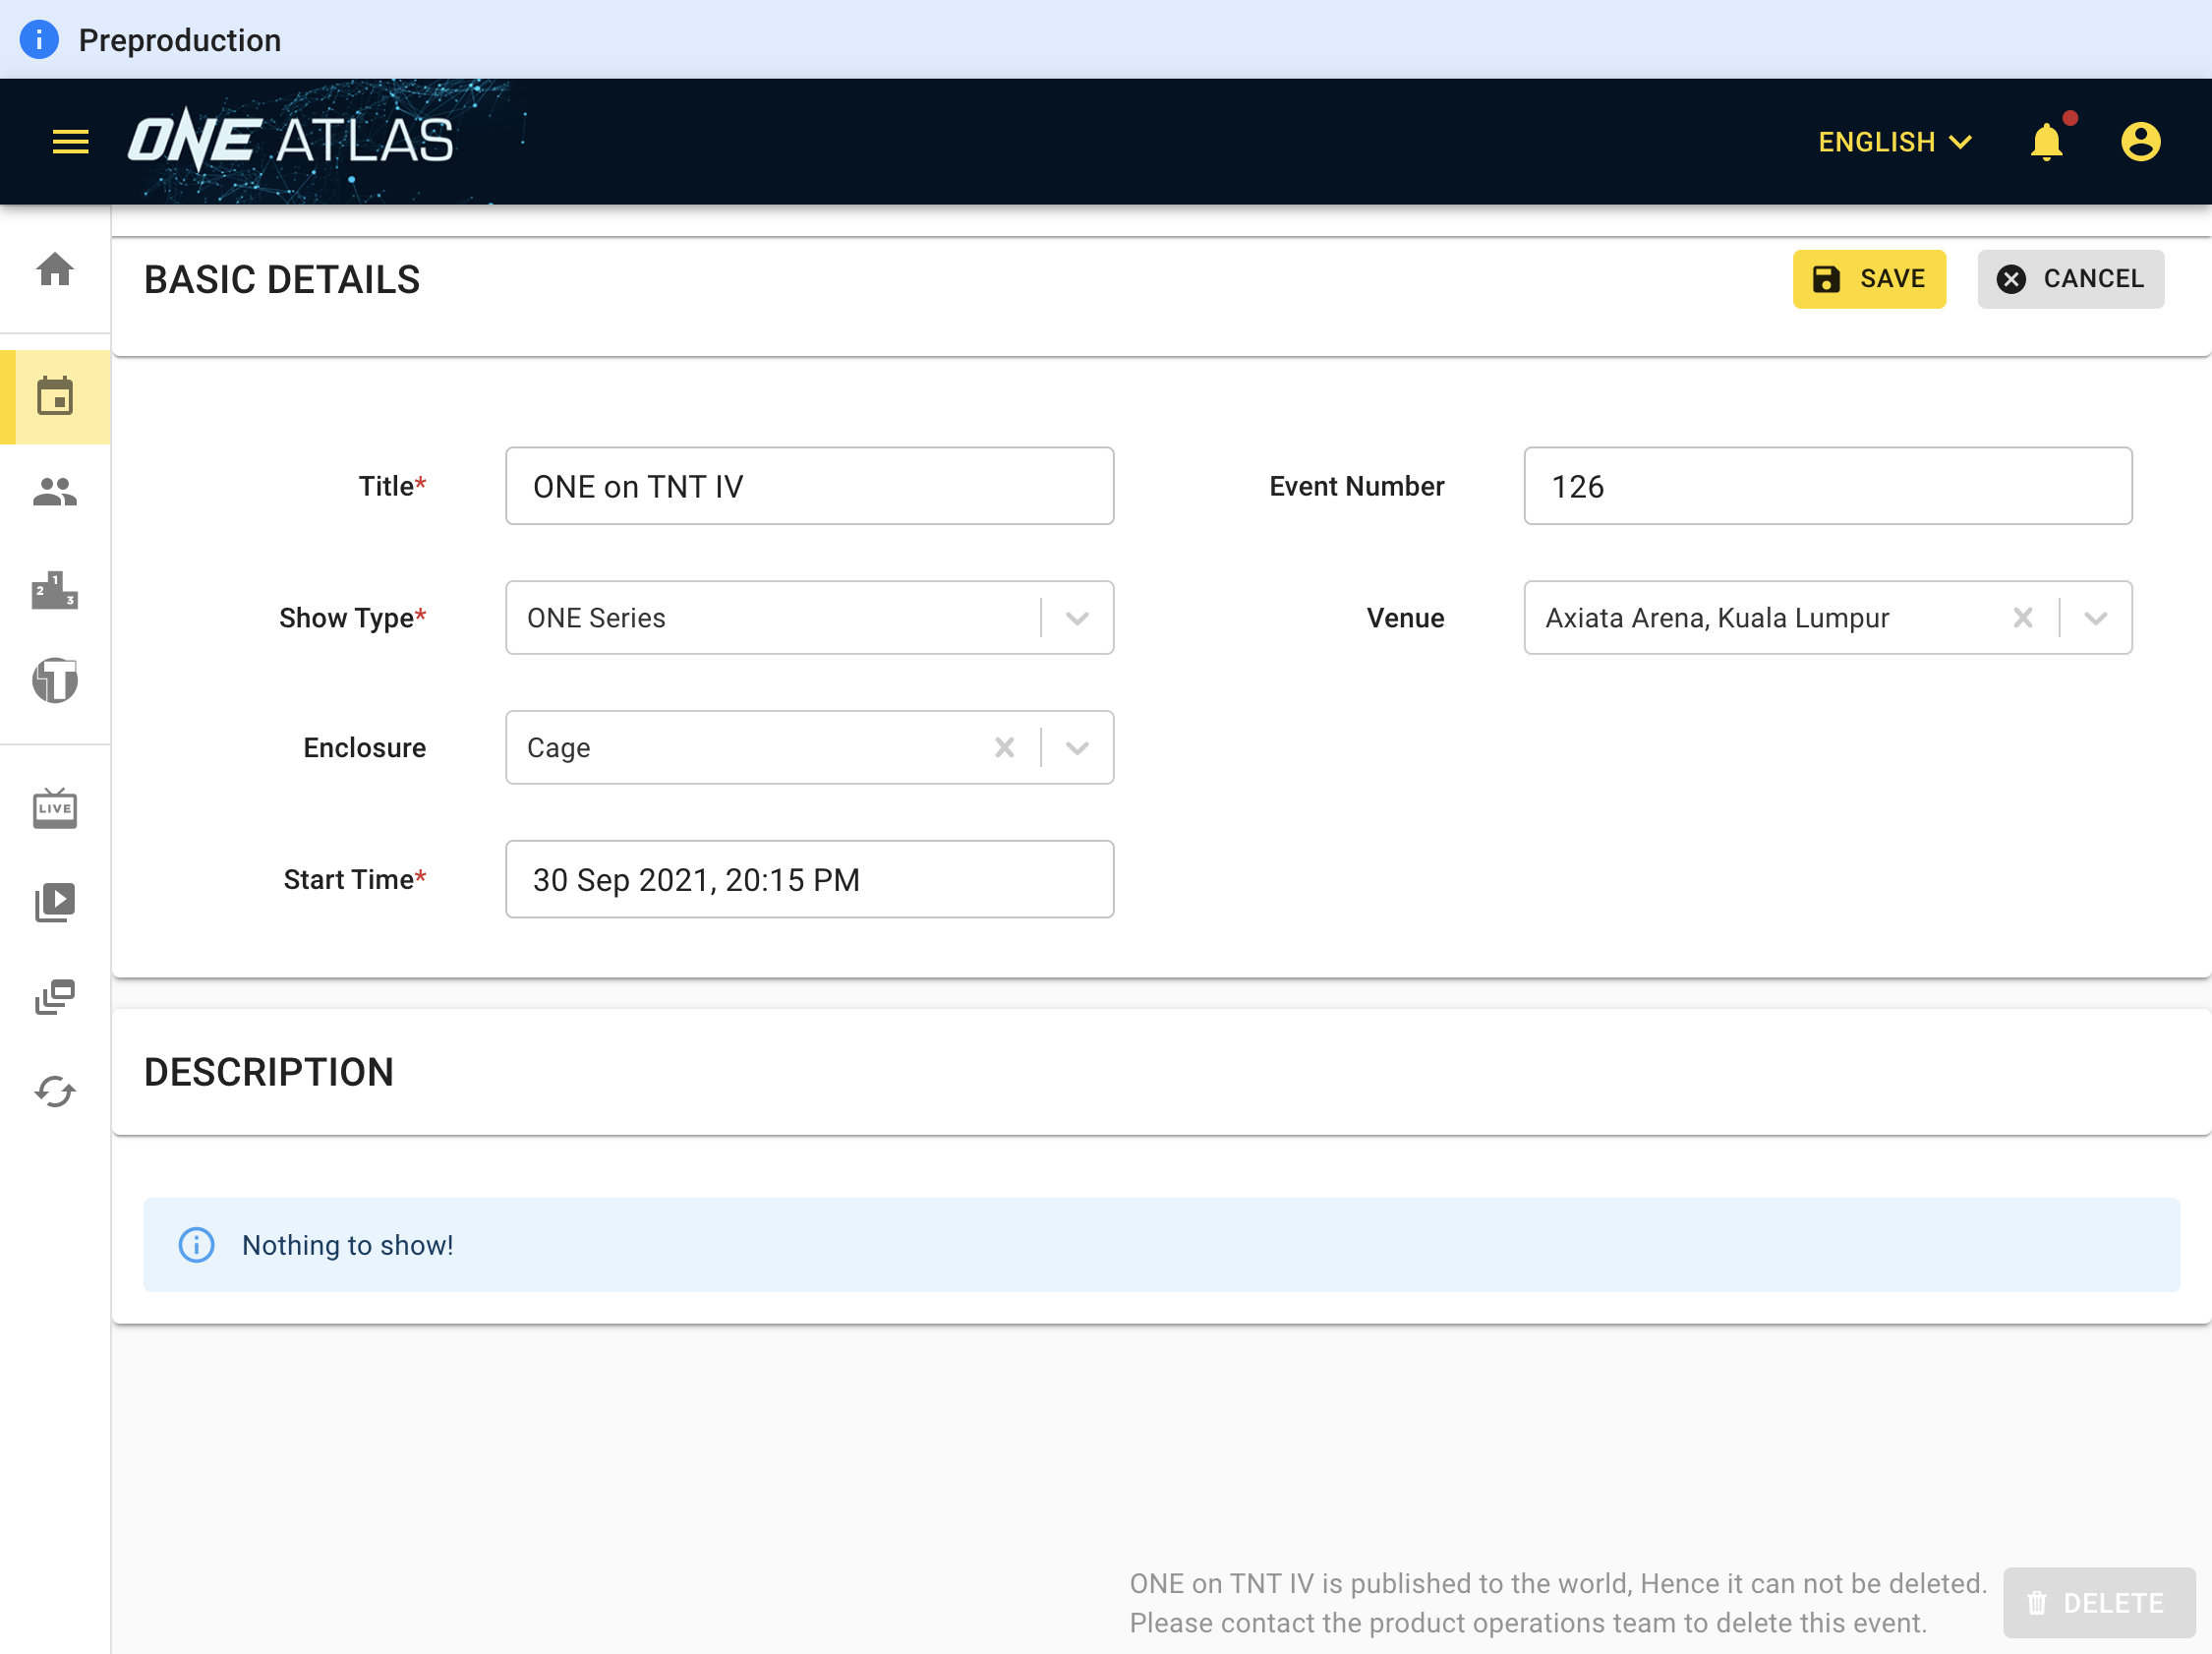 Preproduction
ONE ATLAS
ENGLISH
BASIC DETAILS
SAVE
CANCEL
Title*
ONE on TNT IV
Event Number
126
Show Type*
ONE Series
Venue
Axiata Arena, Kuala Lumpur
Enclosure
Cage
Start Time*
30 Sep 2021, 20:15 PM
1
2
3
T
LIVE
DESCRIPTION
Nothing to show!
ONE on TNT IV is published to the world, Hence it can not be deleted.
Please contact the product operations team to delete this event.
DELETE